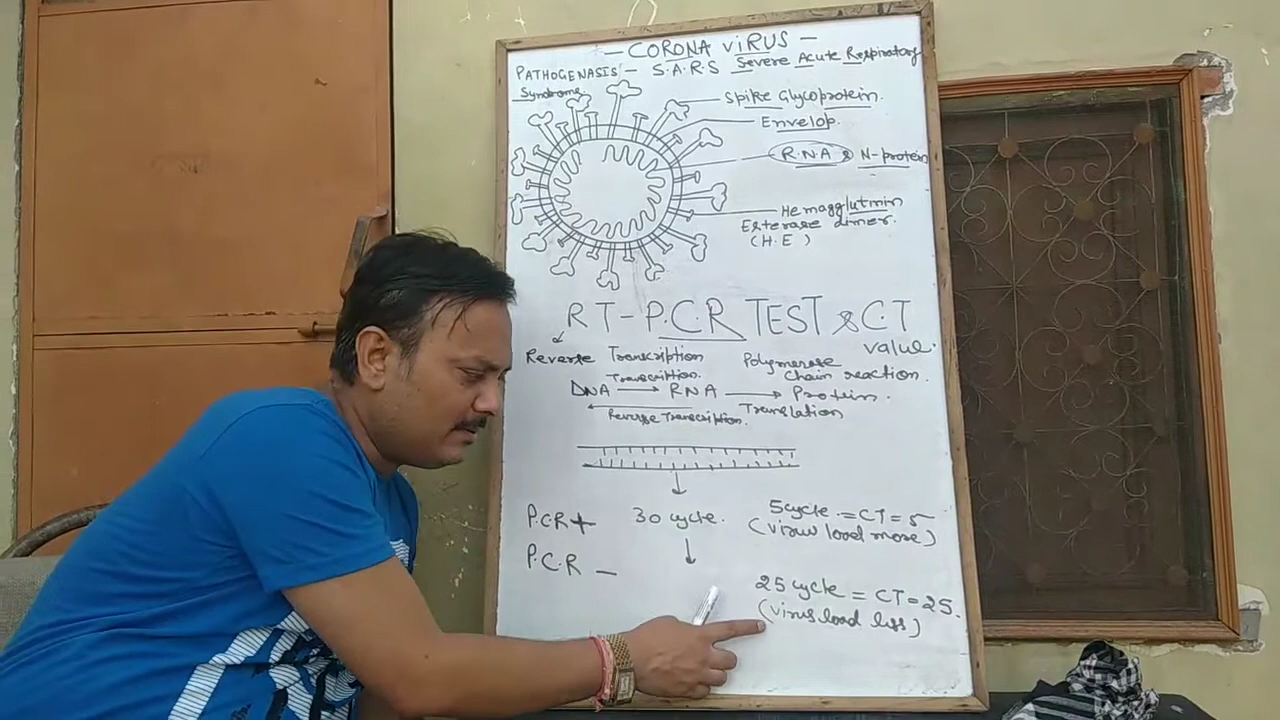 — CORONA ViRUS —
PATHOGENASIS - S.A.R.S Severe Acute Respiratory
Syndrome
Spike Glycoprotein.
Envelop.
R.N.A & N-protein
Hemagglutmin
Esterase dimer.
(H.E)
RT-P.C.R TEST & C.T
value.
Reverse Transcription
Polymerase
Chain reaction.
Transcription.
DNA → RNA → Protein.
Reverse Transcription.
Translation
P.C.R +
30 cycle.
5 cycle. = CT = 5
(virus load more)
P.C.R —
25 cycle = CT = 25.
(virus load less)